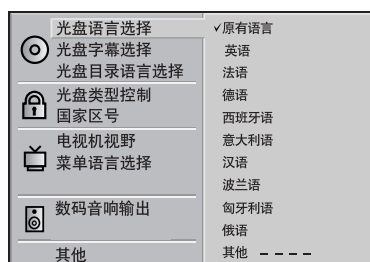 光盘语言选择
光盘字幕选择
光盘目录语言选择
光盘类型控制
国家区号
电视机视野
菜单语言选择
数码音响输出
其他
✓原有语言
英语
法语
德语
西班牙语
意大利语
汉语
波兰语
匈牙利语
俄语
其他 – – – –